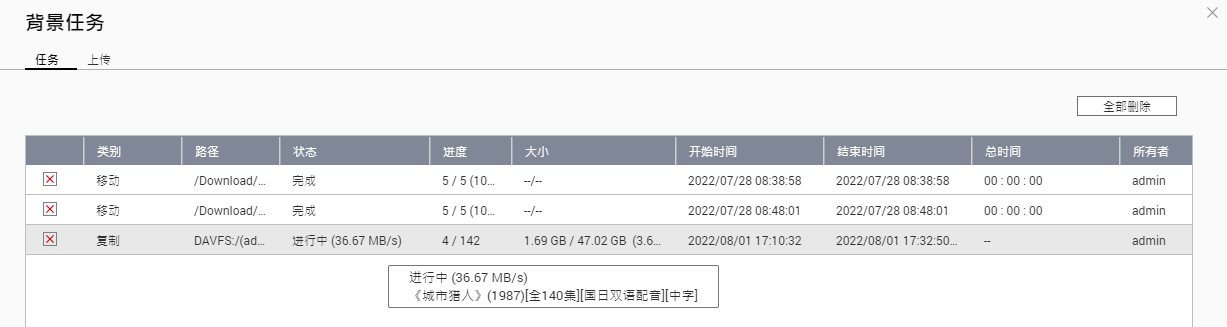 背景任务
任务 上传
全部删除
类别 路径 状态 进度 大小 开始时间 结束时间 总时间 所有者
移动 /Download/... 完成 5 / 5 (10... --/-- 2022/07/28 08:38:58 2022/07/28 08:38:58 00 : 00 : 00 admin
移动 /Download/... 完成 5 / 5 (10... --/-- 2022/07/28 08:48:01 2022/07/28 08:48:01 00 : 00 : 00 admin
复制 DAVFS:/(ad... 进行中 (36.67 MB/s) 4 / 142 1.69 GB / 47.02 GB (3.6... 2022/08/01 17:10:32 2022/08/01 17:32:50... -- admin
进行中 (36.67 MB/s)
《城市猎人》(1987)[全140集][国日双语配音][中字]